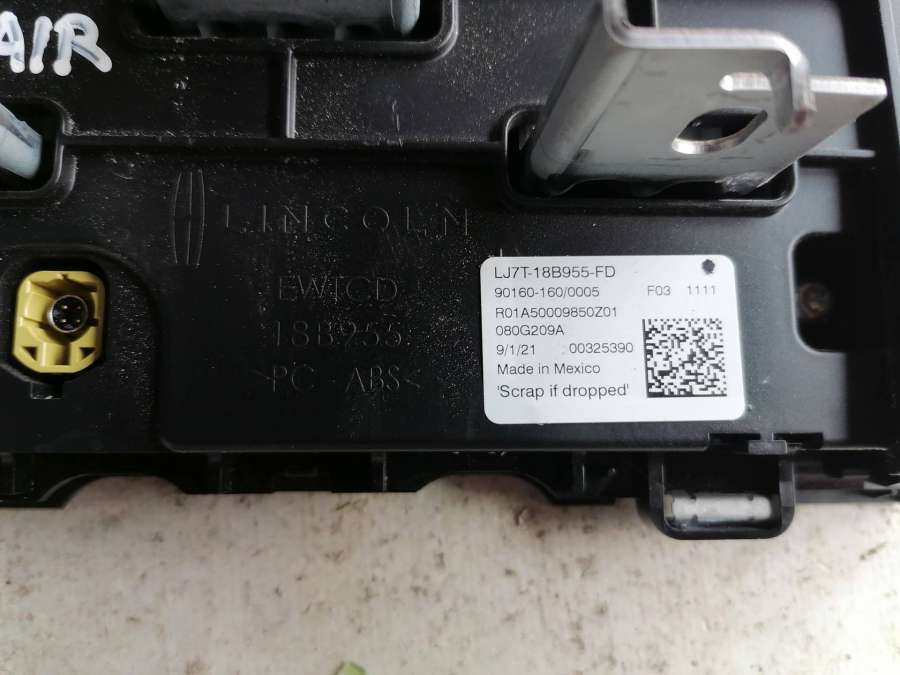 AIR
LINCOLN
EWTCD
18B955
>PC ABS<
LJ7T-18B955-FD
90160-160/0005 F03 1111
R01A50009850Z01
080G209A
9/1/21 00325390
Made in Mexico
'Scrap if dropped'